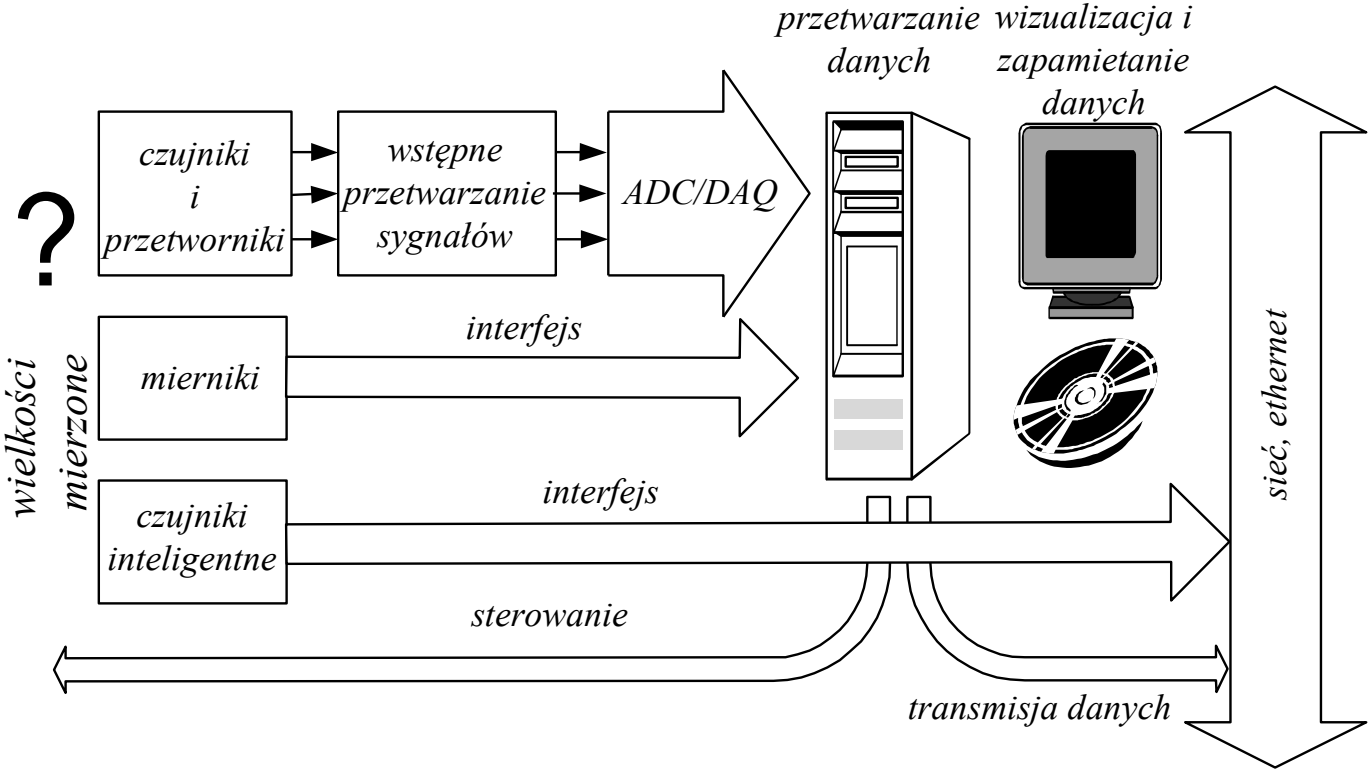 przetwarzanie
danych
wizualizacja i
zapamietanie
danych
czujniki
i
przetworniki
wstępne
przetwarzanie
sygnałów
ADC/DAQ
?
wielkości
mierzone
interfejs
mierniki
sieć, ethernet
interfejs
czujniki
inteligentne
sterowanie
transmisja danych